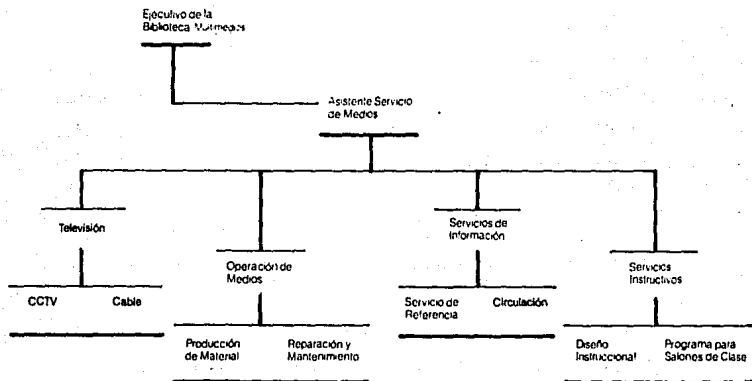 Ejecutivo de la
Biblioteca Multimedios
Asistente Servicio
de Medios
Televisión
CCTV
Cable
Operación de
Medios
Producción
de Material
Reparación y
Mantenimiento
Servicios de
Información
Servicio de
Referencia
Circulación
Servicios
Instructivos
Diseño
Instruccional
Programa para
Salones de Clase